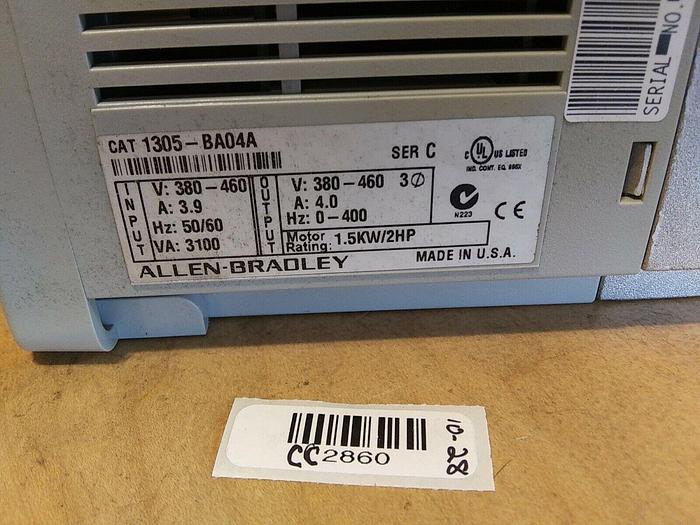 SERIAL NO.
CAT 1305-BA04A
SER C
C UL US LISTED
IND. CONT. EQ.
INPUT
V: 380-460
A: 3.9
Hz: 50/60
VA: 3100
OUTPUT
V: 380-460 3Ø
A: 4.0
Hz: 0-400
Motor Rating: 1.5KW/2HP
N223
CE
ALLEN-BRADLEY
MADE IN U.S.A.
CC2860
10-28